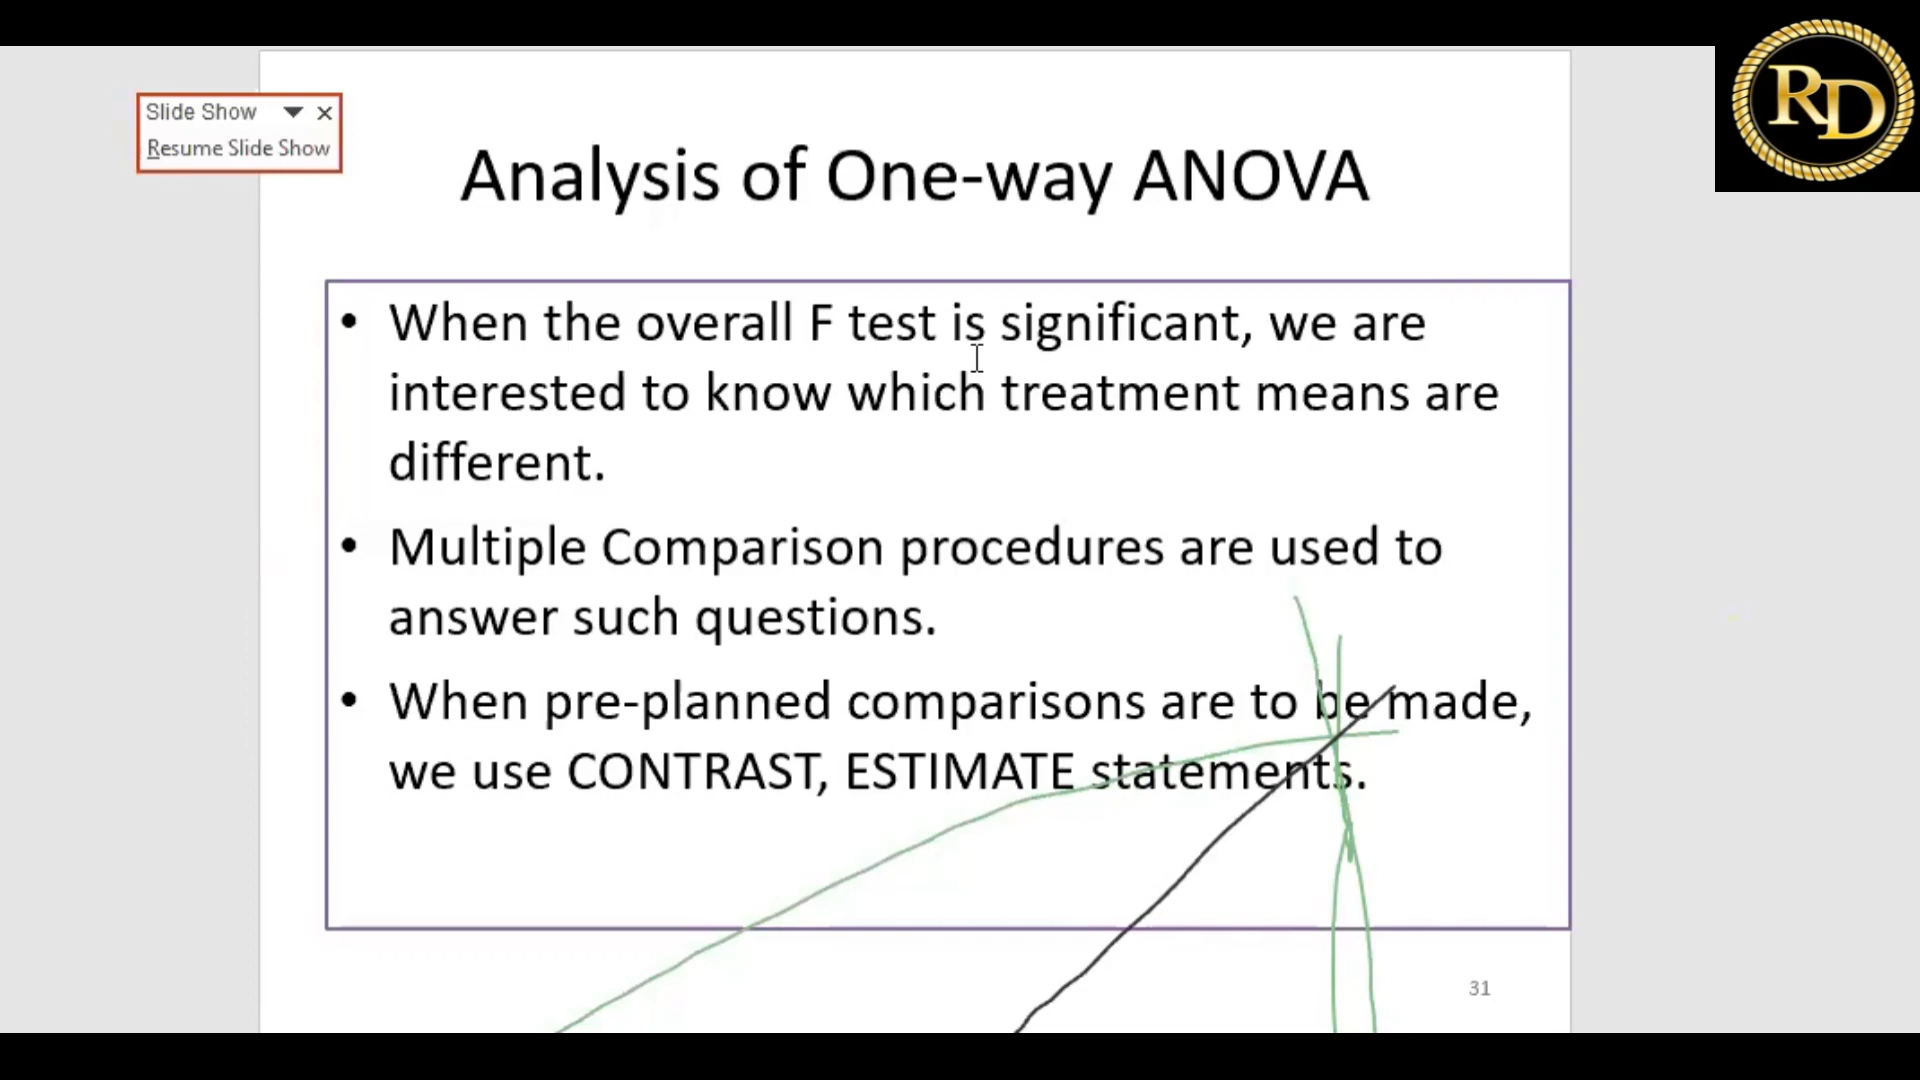 Slide Show
Resume Slide Show
RD
Analysis of One-way ANOVA
• When the overall F test is significant, we are
interested to know which treatment means are
different.
• Multiple Comparison procedures are used to
answer such questions.
• When pre-planned comparisons are to be made,
we use CONTRAST, ESTIMATE statements.
31